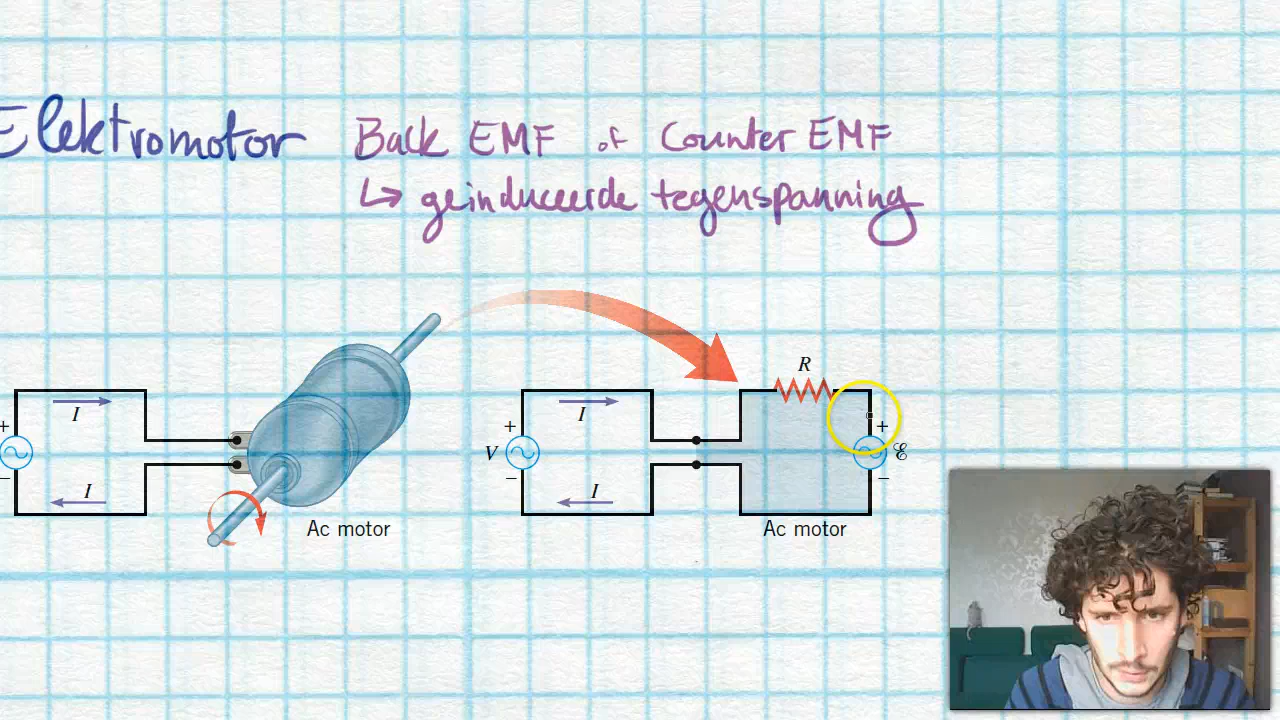 Elektromotor Back EMF of Counter EMF
↳ geïnduceerde tegenspanning
R
I I
+ + +
V ℰ
− − −
I I
Ac motor Ac motor